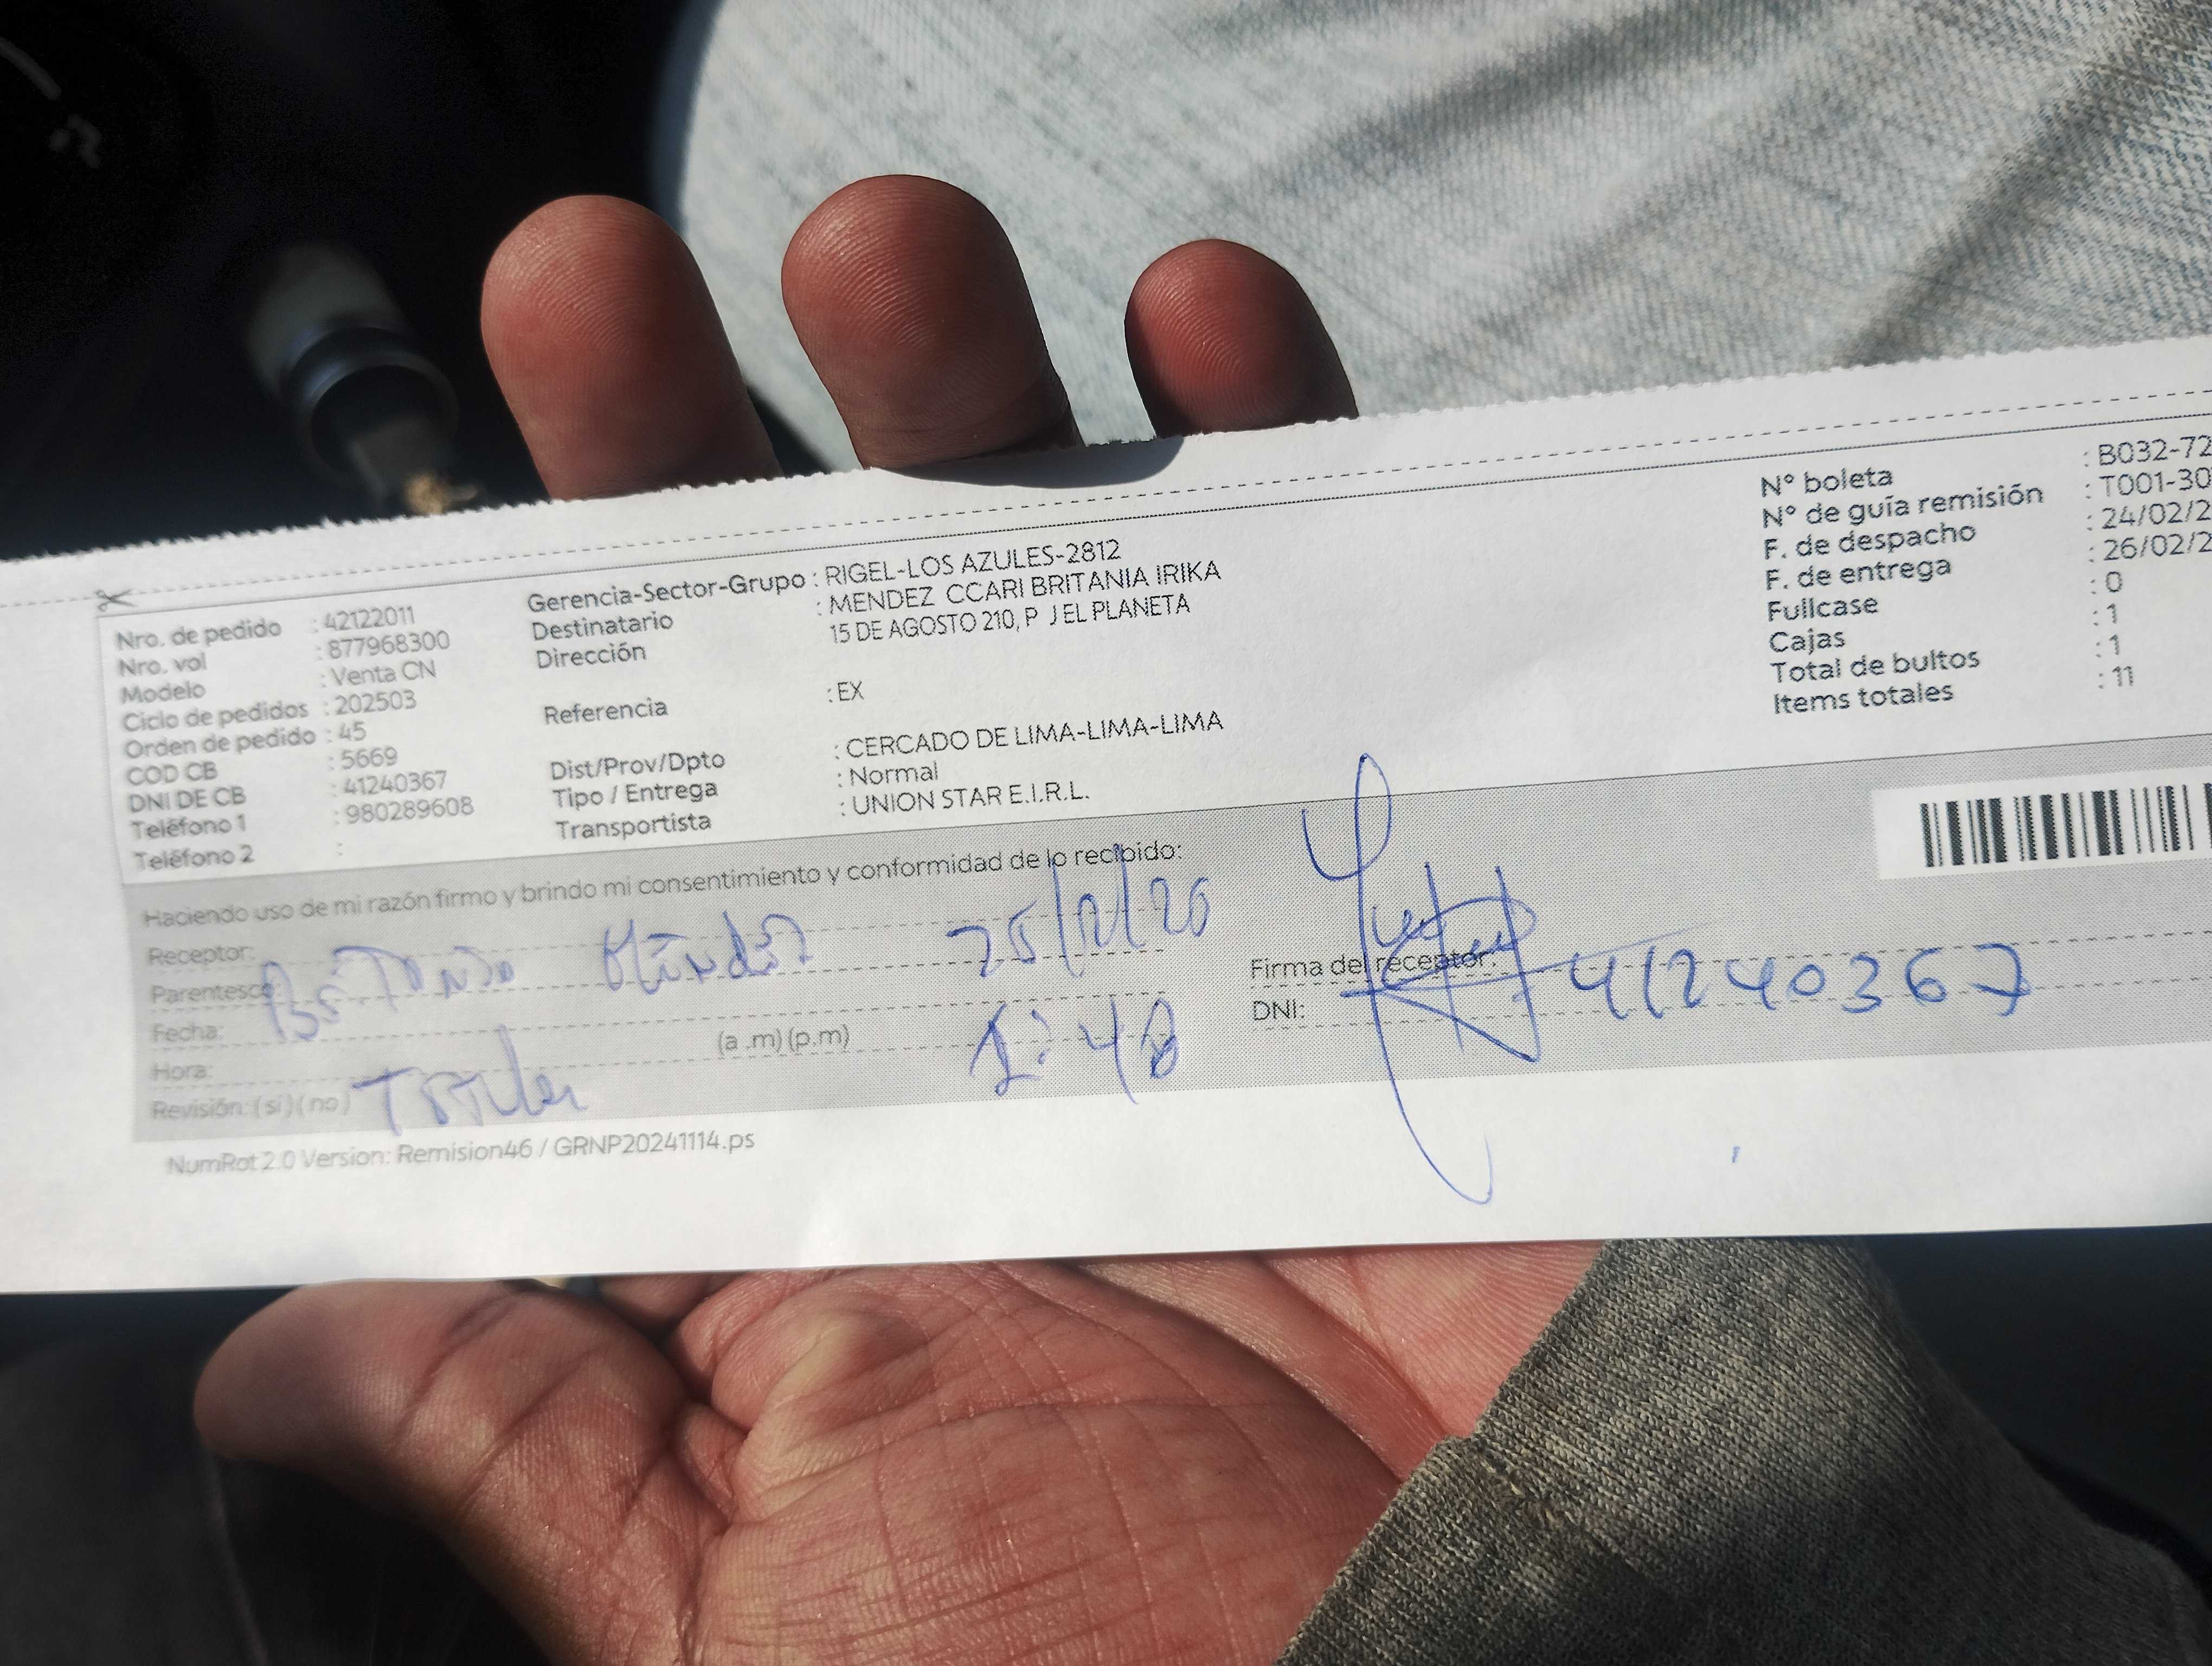 Nro. de pedido : 42122011
Nro. vol : 877968300
Modelo : Venta CN
Ciclo de pedidos : 202503
Orden de pedido : 45
COD CB : 5669
DNI DE CB : 41240367
Teléfono 1 : 980289608
Teléfono 2 :
Gerencia-Sector-Grupo : RIGEL-LOS AZULES-2812
Destinatario : MENDEZ CCARI BRITANIA IRIKA
Dirección 15 DE AGOSTO 210, P J EL PLANETA
Referencia : EX
Dist/Prov/Dpto : CERCADO DE LIMA-LIMA-LIMA
Tipo / Entrega : Normal
Transportista : UNION STAR E.I.R.L.
N° boleta : B032-72
N° de guía remisión : T001-30
F. de despacho : 24/02/2
F. de entrega : 26/02/2
Fullcase : 0
Cajas : 1
Total de bultos : 1
Items totales : 11
Haciendo uso de mi razón firmo y brindo mi consentimiento y conformidad de lo recibido:
Receptor:
Parentesco
Fecha:
Hora: (a .m) (p.m)
Revisión: (si) (no)
Titular
Firma del receptor:
DNI: 41240367
NumRot 2.0 Version: Remision46 / GRNP20241114.ps